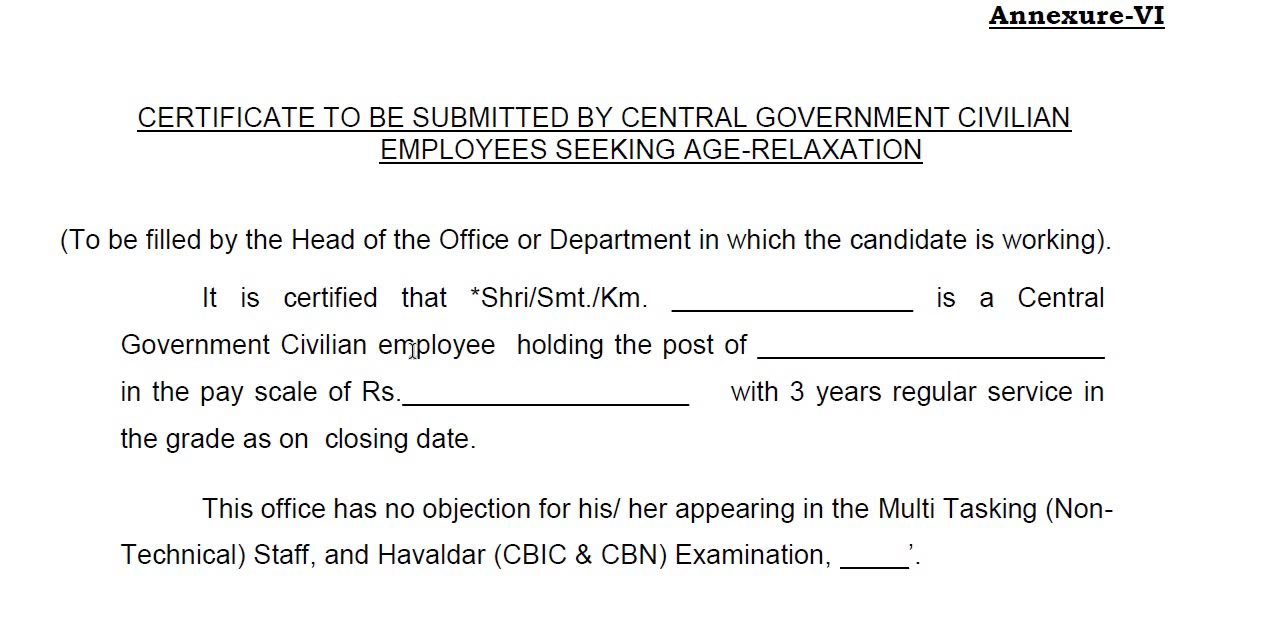 Annexure-VI
CERTIFICATE TO BE SUBMITTED BY CENTRAL GOVERNMENT CIVILIAN
EMPLOYEES SEEKING AGE-RELAXATION
(To be filled by the Head of the Office or Department in which the candidate is working).
It is certified that *Shri/Smt./Km. ________________ is a Central
Government Civilian employee holding the post of _______________________
in the pay scale of Rs.___________________ with 3 years regular service in
the grade as on closing date.
This office has no objection for his/ her appearing in the Multi Tasking (Non-
Technical) Staff, and Havaldar (CBIC & CBN) Examination, ____’.